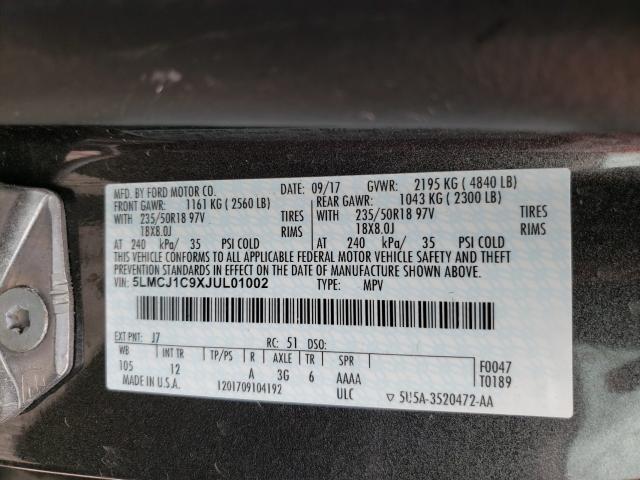 MFD. BY FORD MOTOR CO.
DATE: 09/17 GVWR: 2195 KG ( 4840 LB)
FRONT GAWR: 1161 KG ( 2560 LB) REAR GAWR: 1043 KG ( 2300 LB)
WITH 235/50R18 97V TIRES WITH 235/50R18 97V TIRES
18X8.0J RIMS 18X8.0J RIMS
AT 240 kPa/ 35 PSI COLD AT 240 kPa/ 35 PSI COLD
THIS VEHICLE CONFORMS TO ALL APPLICABLE FEDERAL MOTOR VEHICLE SAFETY AND THEFT
PREVENTION STANDARDS IN EFFECT ON THE DATE OF MANUFACTURE SHOWN ABOVE.
VIN: 5LMCJ1C9XJUL01002 TYPE: MPV
EXT PNT: J7 RC: 51 DSO:
WB INT TR TP/PS R AXLE TR SPR F0047
105 12 A 3G 6 AAAA T0189
MADE IN U.S.A. 1201709104192 ULC 5U5A-3520472-AA